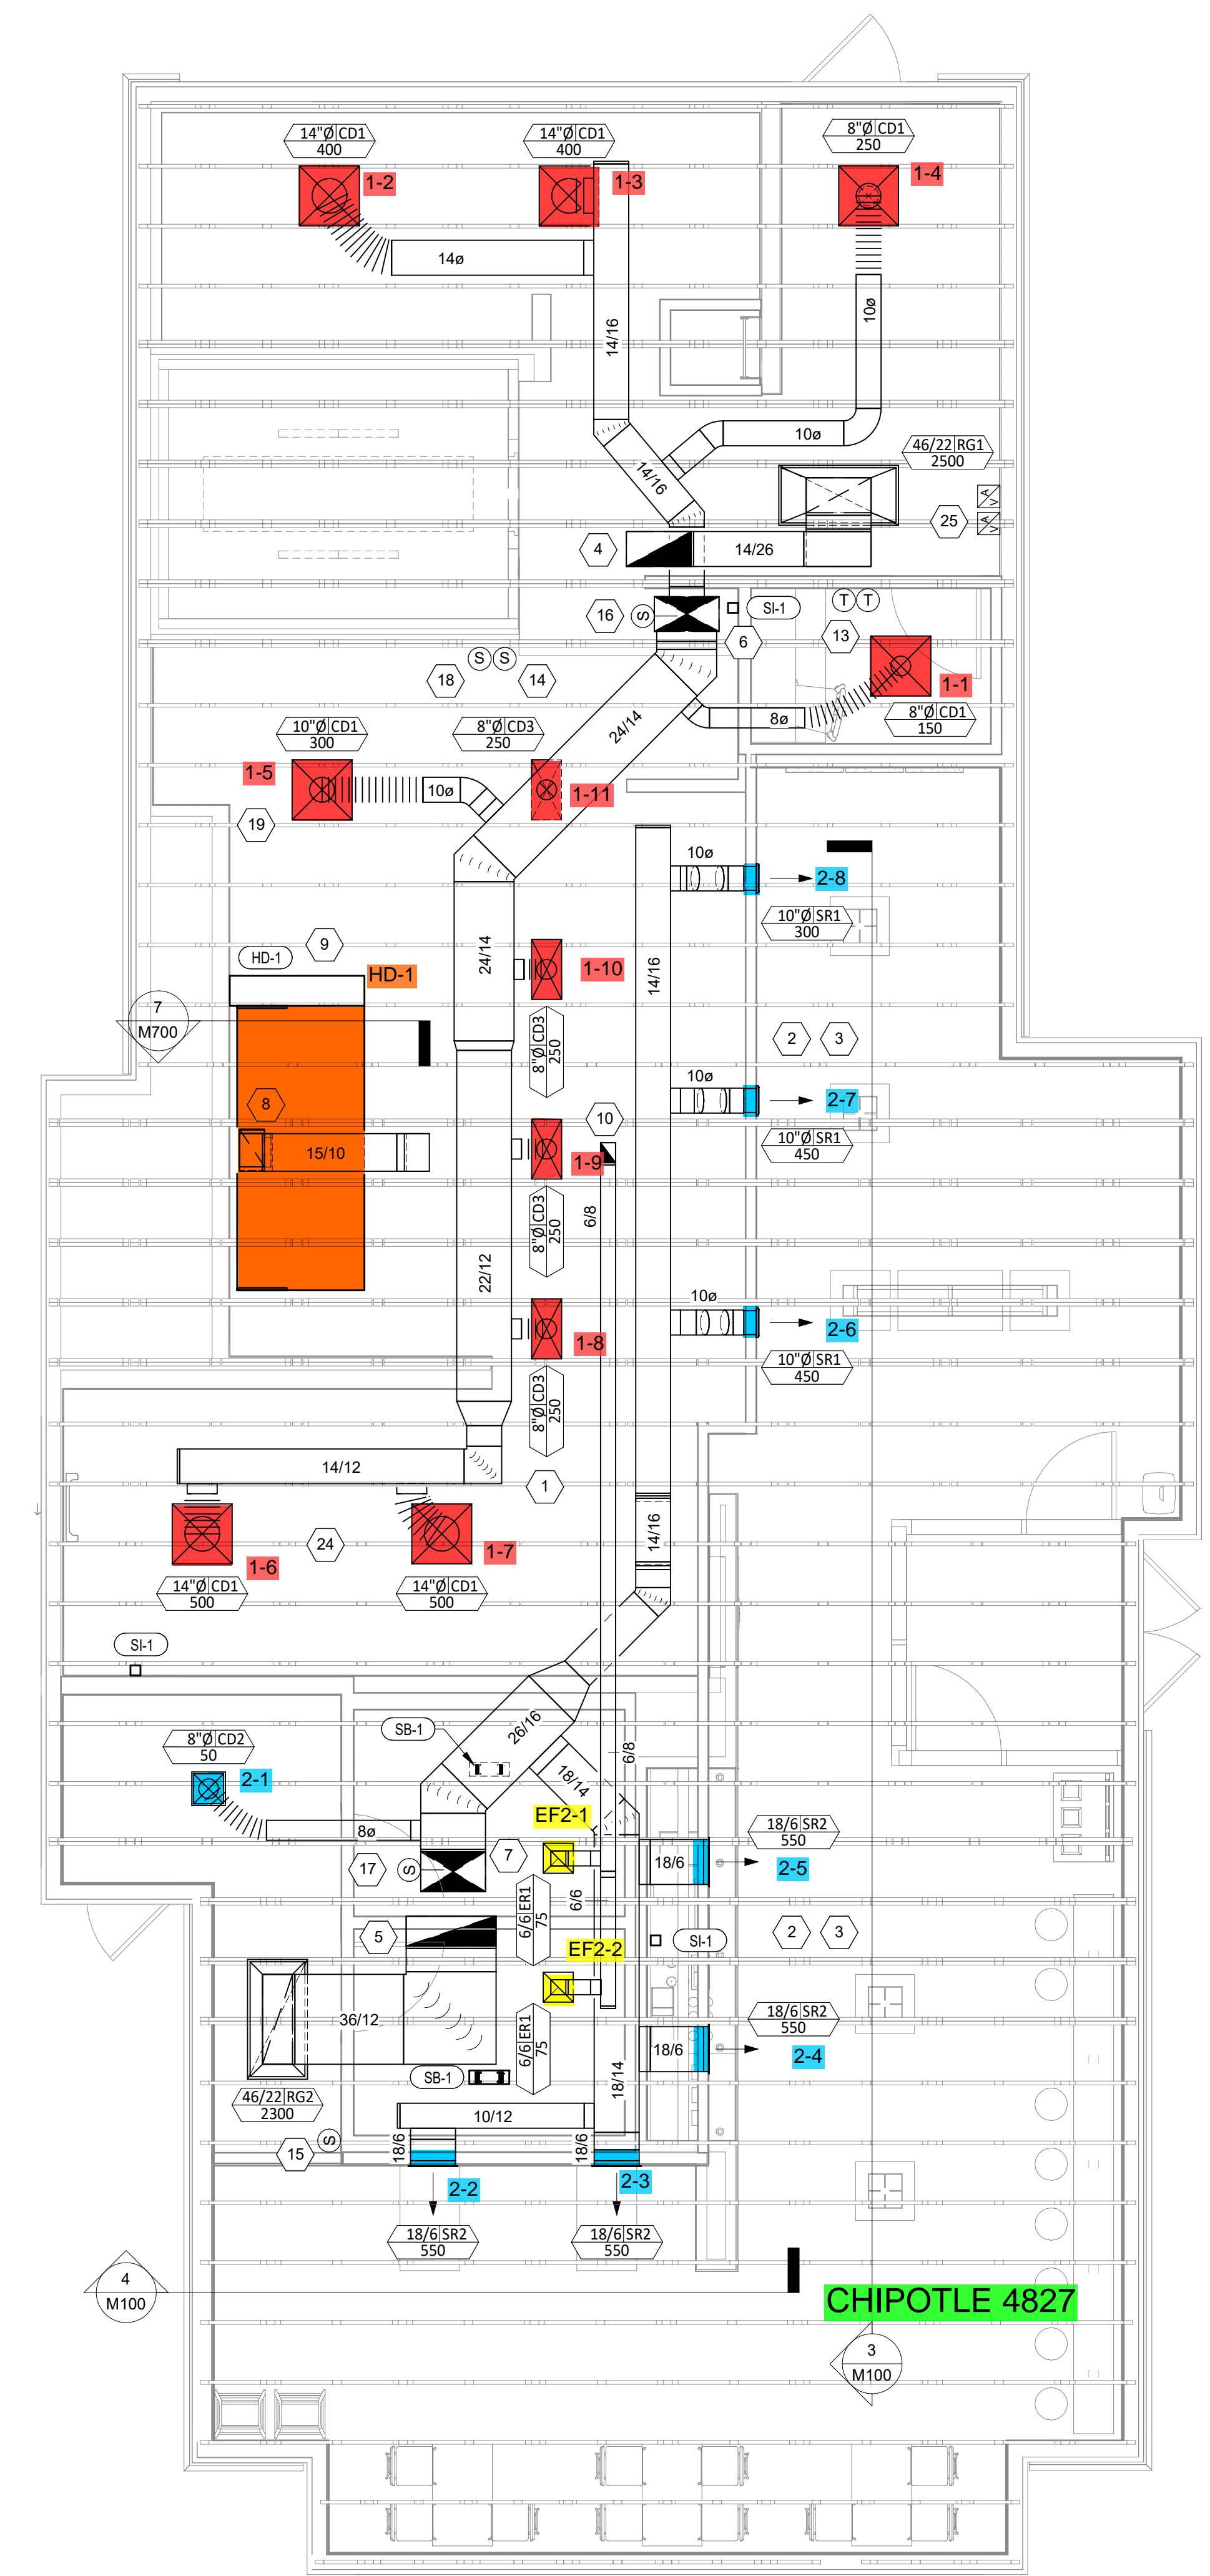 14"Ø CD1
400
14"Ø CD1
400
8"Ø CD1
250
1-2
1-3
1-4
14ø
14/16
10ø
10ø
14/16
46/22 RG1
2500
25
V A
V A
4
14/26
16
S
SI-1
T T
6
13
S S
18
14
1-1
8ø
8"Ø CD1
150
24/14
10"Ø CD1
300
8"Ø CD3
250
1-5
10ø
1-11
19
10ø
2-8
10"Ø SR1
300
9
HD-1
HD-1
24/14
1-10
14/16
7
M700
8"Ø CD3
250
2
3
10ø
2-7
8
10
10"Ø SR1
450
15/10
1-9
6/8
8"Ø CD3
250
22/12
10ø
2-6
1-8
10"Ø SR1
450
8"Ø CD3
250
14/12
1
14/16
24
1-6
1-7
14"Ø CD1
500
14"Ø CD1
500
SI-1
26/16
SB-1
6/8
8"Ø CD2
50
2-1
18/14
EF2-1
8ø
18/6 SR2
550
17
S
7
18/6
2-5
6/6
6/6 ER1
75
5
EF2-2
SI-1
2
3
36/12
18/6 SR2
550
18/6
2-4
6/6 ER1
75
SB-1
18/14
46/22 RG2
2300
10/12
15
S
18/6
18/6
2-2
2-3
18/6 SR2
550
18/6 SR2
550
4
M100
CHIPOTLE 4827
3
M100